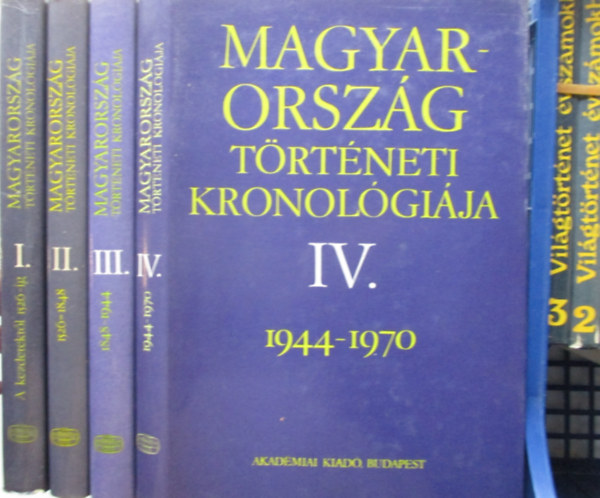 MAGYARORSZÁG
TÖRTÉNETI KRONOLÓGIÁJA
I.
A kezdetektől 1526-ig
MAGYARORSZÁG
TÖRTÉNETI KRONOLÓGIÁJA
II.
1526-1848
MAGYARORSZÁG
TÖRTÉNETI KRONOLÓGIÁJA
III.
1848-1944
MAGYARORSZÁG
TÖRTÉNETI KRONOLÓGIÁJA
IV.
1944-1970
MAGYAR-
ORSZÁG
TÖRTÉNETI
KRONOLÓGIÁJA
IV.
1944-1970
AKADÉMIAI KIADÓ, BUDAPEST
3 Világtörténet évszámok
2 Világtörténet évszámok